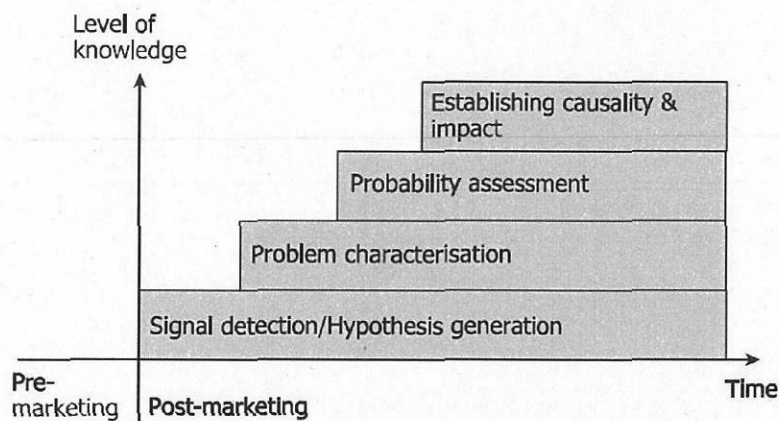 Level of
knowledge
Establishing causality &
impact
Probability assessment
Problem characterisation
Signal detection/Hypothesis generation
Pre-
marketing
Post-marketing
Time